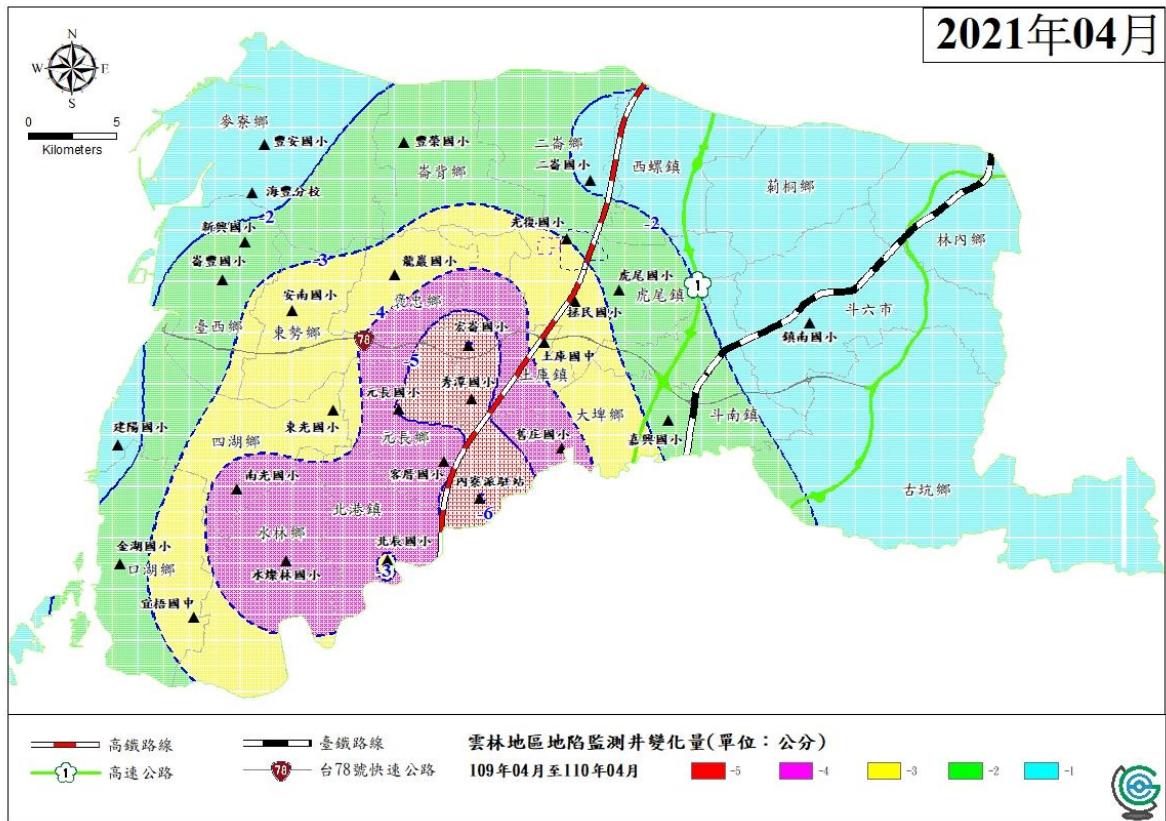 2021年04月
N
W E
S
0 5
Kilometers
麥寮鄉
豐安國小
豐榮國小
二崙鄉
二崙國小
西螺鎮
崙背鄉
莿桐鄉
海豐分校
-2
新興國小
光復國小
-2
林內鄉
崙豐國小
-3
龍巖國小
虎尾國小
虎尾鎮
1
安南國小
褒忠鄉
-4
拯民國小
斗六市
臺西鄉
東勢鄉
宏崙國小
鎮南國小
78
土庫國中
-5
土庫鎮
秀潭國小
元長國小
大埤鄉
斗南鎮
建陽國小
東光國小
四湖鄉
元長鄉
舊庄國小
嘉興國小
客厝國小
南光國小
內寮派駐站
古坑鄉
北港鎮
-6
水林鄉
北辰國小
金湖國小
口湖鄉
水燦林國小
-3
宜梧國中
高鐵路線
臺鐵路線
雲林地區地陷監測井變化量(單位：公分)
1 高速公路
78 台78號快速公路
109年04月至110年04月
-5 -4 -3 -2 -1